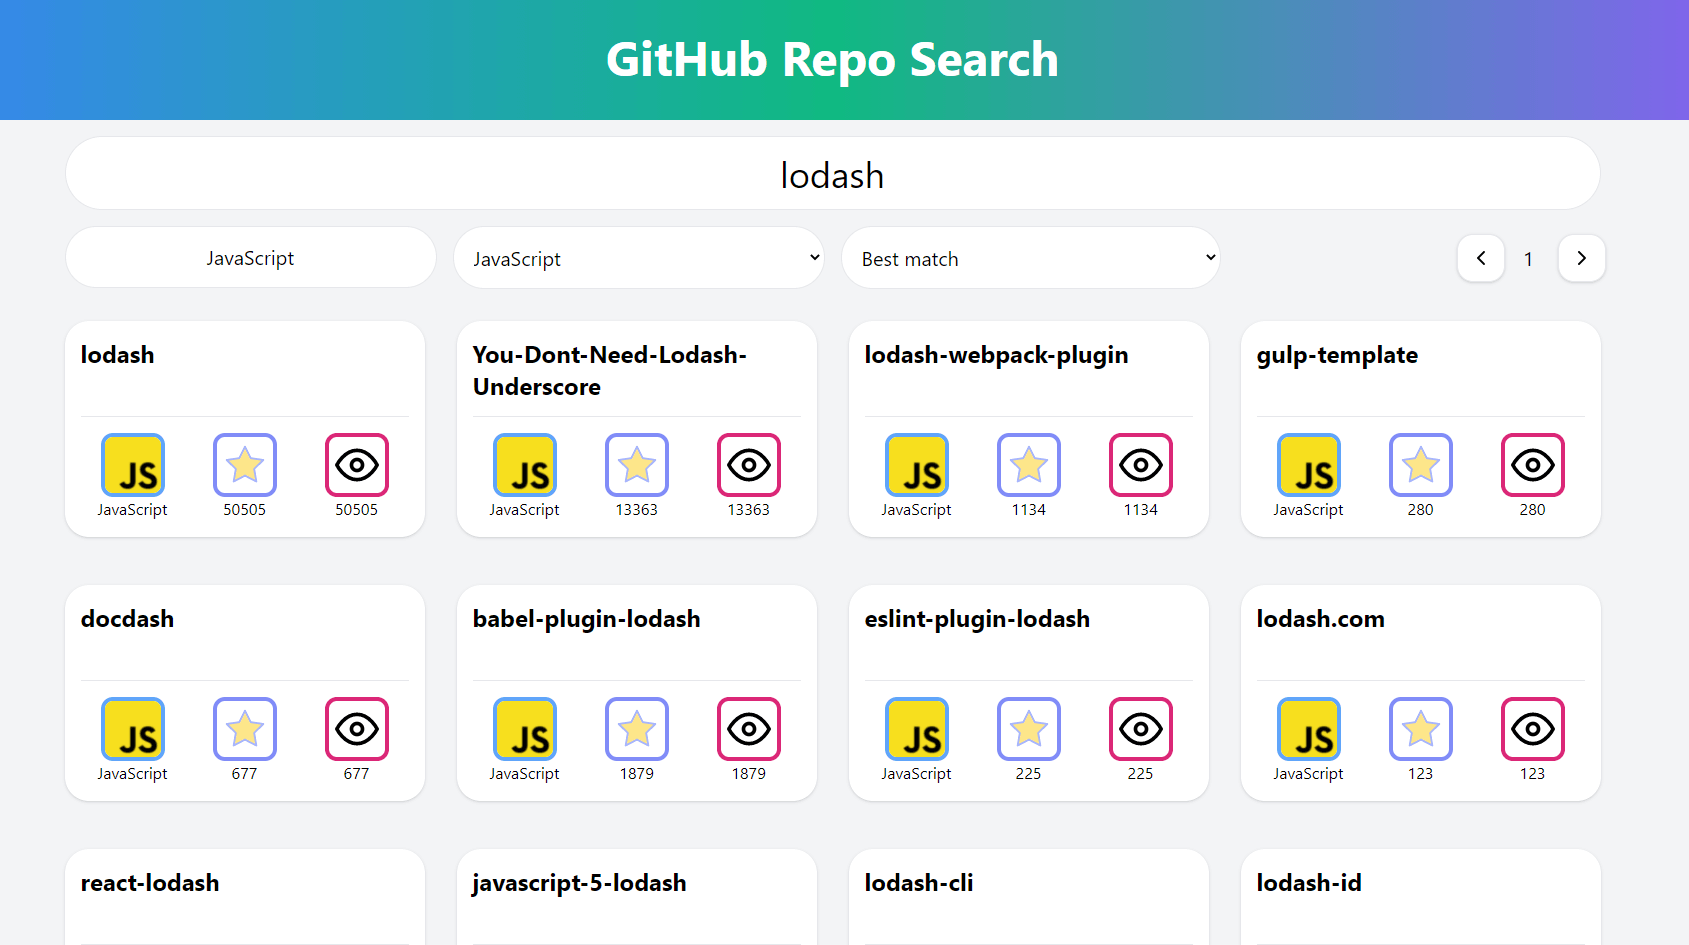 GitHub Repo Search
lodash
JavaScript JavaScript Best match 1
lodash
You-Dont-Need-Lodash-
Underscore
lodash-webpack-plugin
gulp-template
JS JS JS JS
JavaScript 50505 50505 JavaScript 13363 13363 JavaScript 1134 1134 JavaScript 280 280
docdash babel-plugin-lodash eslint-plugin-lodash lodash.com
JS JS JS JS
JavaScript 677 677 JavaScript 1879 1879 JavaScript 225 225 JavaScript 123 123
react-lodash javascript-5-lodash lodash-cli lodash-id